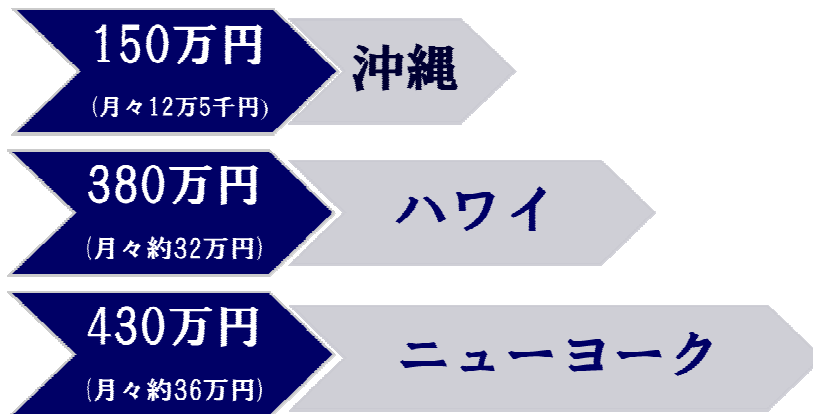 150万円
(月々12万5千円)
沖縄
380万円
(月々約32万円)
ハワイ
430万円
(月々約36万円)
ニューヨーク